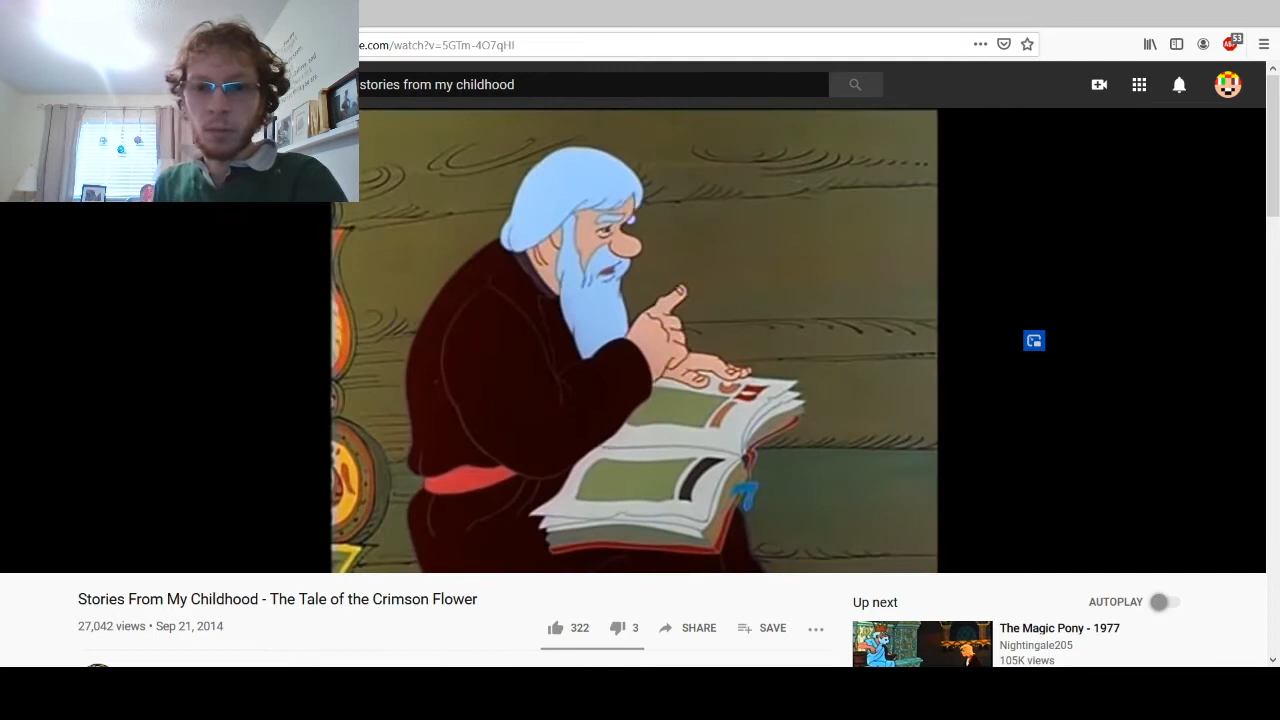 e.com/watch?v=5GTm-4O7qHI
53
stories from my childhood
Stories From My Childhood - The Tale of the Crimson Flower
27,042 views • Sep 21, 2014
322
3
SHARE
SAVE
Up next
AUTOPLAY
The Magic Pony - 1977
Nightingale205
105K views